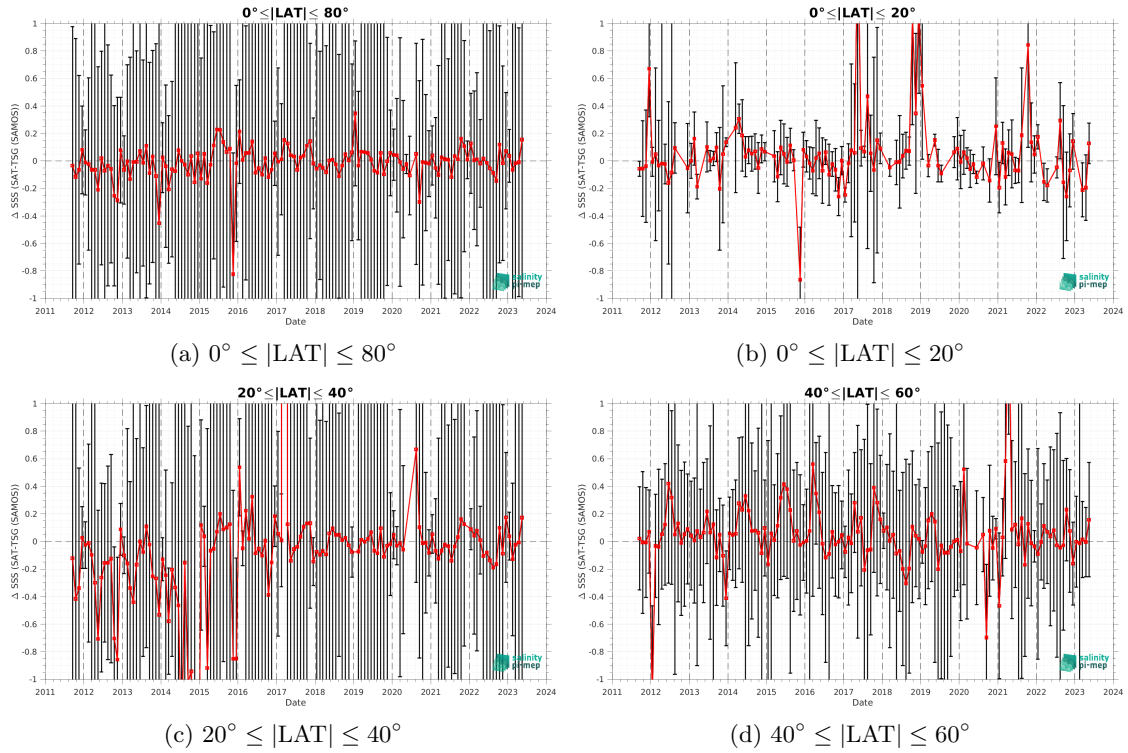 0°≤|LAT|≤ 80°
Δ SSS (SAT-TSG (SAMOS))
1
0.8
0.6
0.4
0.2
0
-0.2
-0.4
-0.6
-0.8
-1
2011 2012 2013 2014 2015 2016 2017 2018 2019 2020 2021 2022 2023 2024
Date
salinity
pi-mep
(a) 0° ≤ |LAT| ≤ 80°
0°≤|LAT|≤ 20°
Δ SSS (SAT-TSG (SAMOS))
1
0.8
0.6
0.4
0.2
0
-0.2
-0.4
-0.6
-0.8
-1
2011 2012 2013 2014 2015 2016 2017 2018 2019 2020 2021 2022 2023 2024
Date
salinity
pi-mep
(b) 0° ≤ |LAT| ≤ 20°
20°≤|LAT|≤ 40°
Δ SSS (SAT-TSG (SAMOS))
1
0.8
0.6
0.4
0.2
0
-0.2
-0.4
-0.6
-0.8
-1
2011 2012 2013 2014 2015 2016 2017 2018 2019 2020 2021 2022 2023 2024
Date
salinity
pi-mep
(c) 20° ≤ |LAT| ≤ 40°
40°≤|LAT|≤ 60°
Δ SSS (SAT-TSG (SAMOS))
1
0.8
0.6
0.4
0.2
0
-0.2
-0.4
-0.6
-0.8
-1
2011 2012 2013 2014 2015 2016 2017 2018 2019 2020 2021 2022 2023 2024
Date
salinity
pi-mep
(d) 40° ≤ |LAT| ≤ 60°